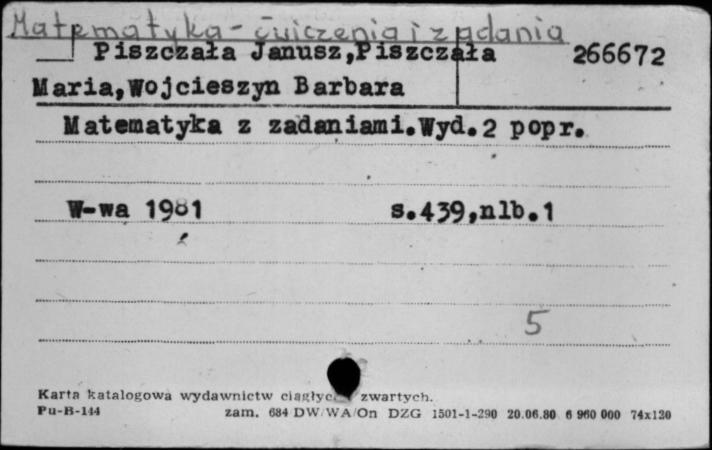 Matematyka - ćwiczenia i zadania
Piszczała Janusz,Piszczała 266672
Maria,Wojcieszyn Barbara
Matematyka z zadaniami.Wyd.2 popr.
W-wa 1981 s.439,nlb.1
5
Karta katalogowa wydawnictw zwartych.
Pu-B-144 zam. 684 DW/WA/On DZG 1501-1-290 20.06.80 6 960 000 74x120